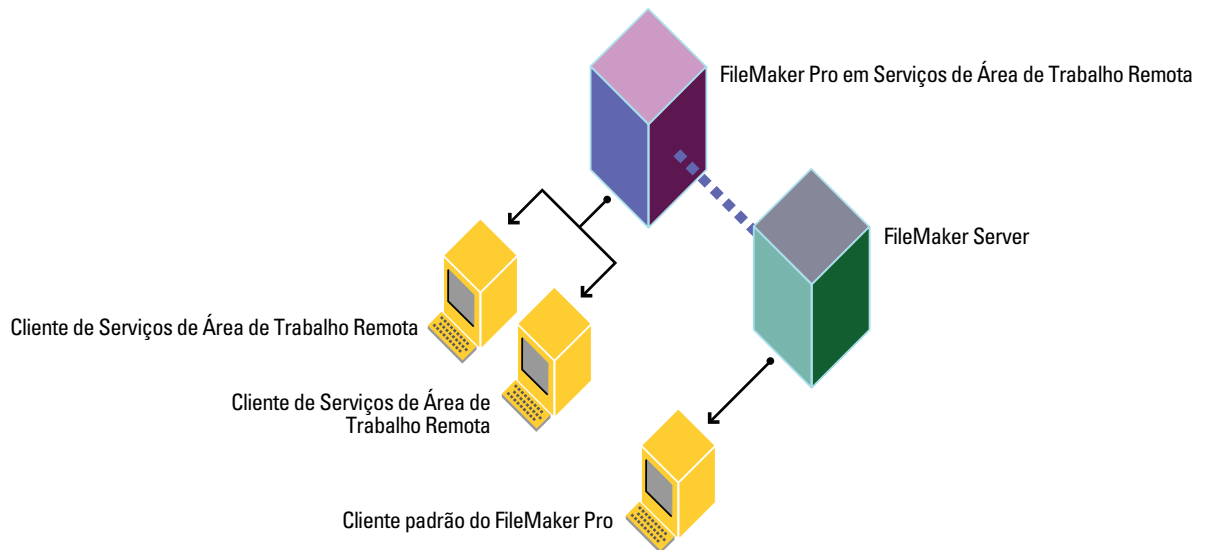 FileMaker Pro em Serviços de Área de Trabalho Remota
FileMaker Server
Cliente de Serviços de Área de Trabalho Remota
Cliente de Serviços de Área de
Trabalho Remota
Cliente padrão do FileMaker Pro